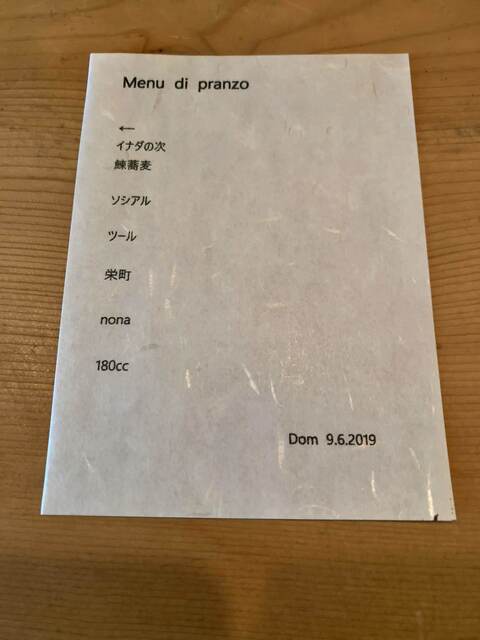 Menu di pranzo
←
イナダの次
鰊蕎麦
ソシアル
ツール
栄町
nona
180cc
Dom 9.6.2019